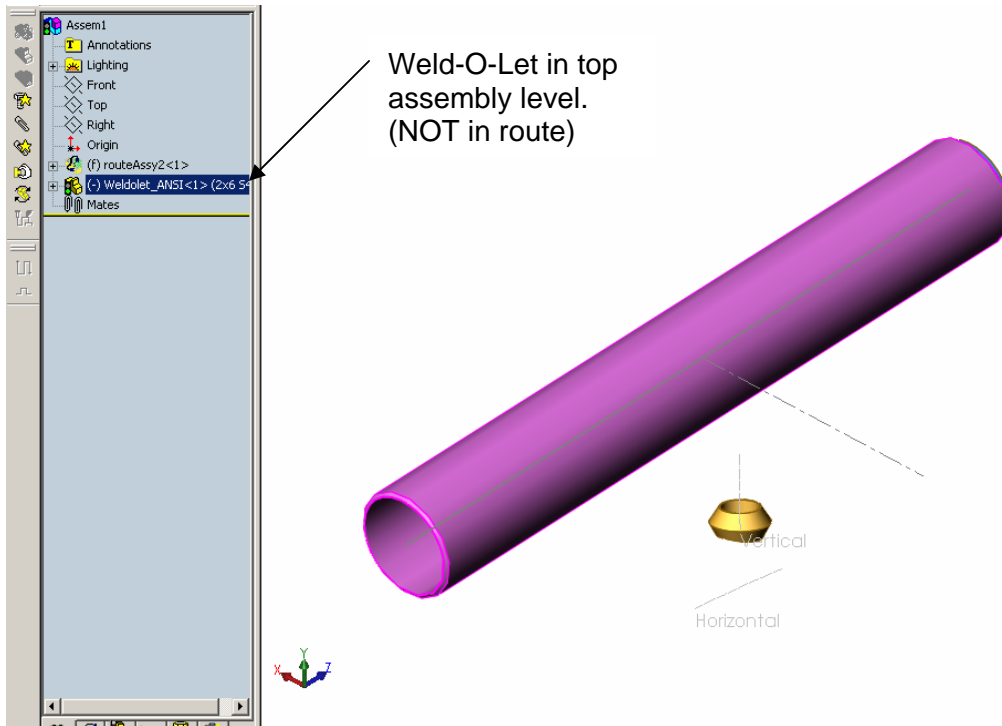 Assem1
Annotations
Lighting
Front
Top
Right
Origin
(f) routeAssy2<1>
(-) Weldolet_ANSI<1> (2x6 S4
Mates
Weld-O-Let in top
assembly level.
(NOT in route)
Vertical
Horizontal
Y
X
Z